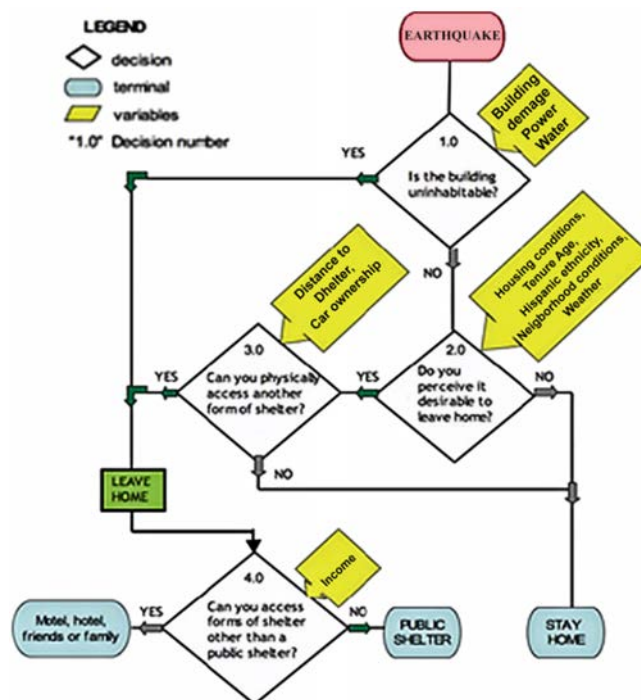 LEGEND
decision
terminal
variables
"1.0" Decision number
EARTHQUAKE
Building
demage
Power
Water
1.0
Is the building
uninhabitable?
YES
NO
Housing conditions,
Tenure Age,
Hispanic ethnicity,
Neigborhood conditions,
Weather
Distance to
Dhelter,
Car ownership
2.0
Do you
perceive it
desirable to
leave home?
YES
NO
3.0
Can you physically
access another
form of shelter?
YES
NO
LEAVE
HOME
4.0
Can you access
forms of shelter
other than a
public shelter?
Income
YES
NO
Motel, hotel,
friends or family
PUBLIC
SHELTER
STAY
HOME